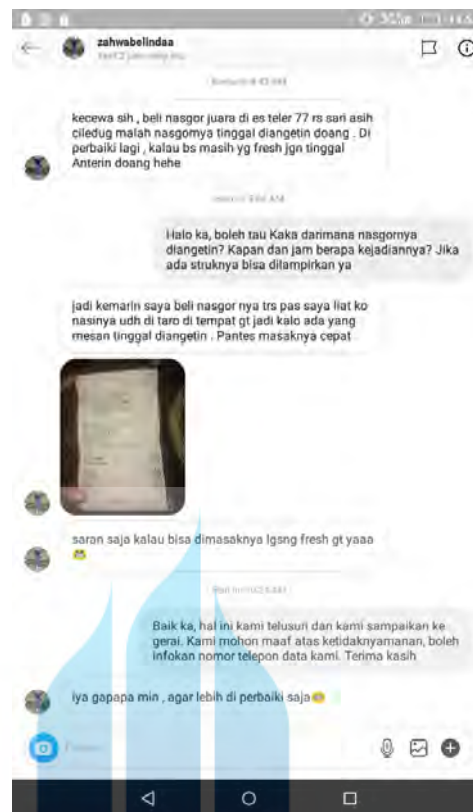 zahwabelindaa
kecewa sih , beli nasgor juara di es teler 77 rs sari asih
ciledug malah nasgornya tinggal diangetin doang . Di
perbaiki lagi , kalau bs masih yg fresh jgn tinggal
Anterin doang hehe
Halo ka, boleh tau Kaka darimana nasgornya
diangetin? Kapan dan jam berapa kejadiannya? Jika
ada struknya bisa dilampirkan ya
jadi kemarin saya beli nasgor nya trs pas saya liat ko
nasinya udh di taro di tempat gt jadi kalo ada yang
mesan tinggal diangetin . Pantes masaknya cepat
saran saja kalau bisa dimasaknya lgsng fresh gt yaaa
😁
Baik ka, hal ini kami telusuri dan kami sampaikan ke
gerai. Kami mohon maaf atas ketidaknyamanan, boleh
infokan nomor telepon data kami. Terima kasih
iya gapapa min , agar lebih di perbaiki saja😁